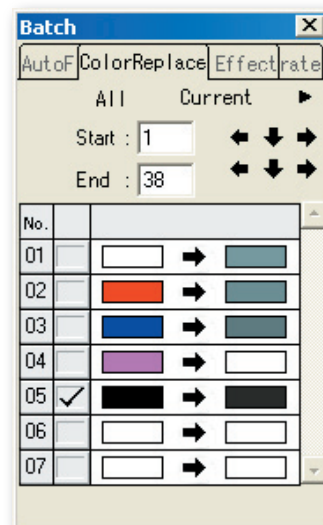 Batch
AutoF ColorReplace Effect rate
All Current
Start : 1
End : 38
No.
01
02
03
04
05
06
07